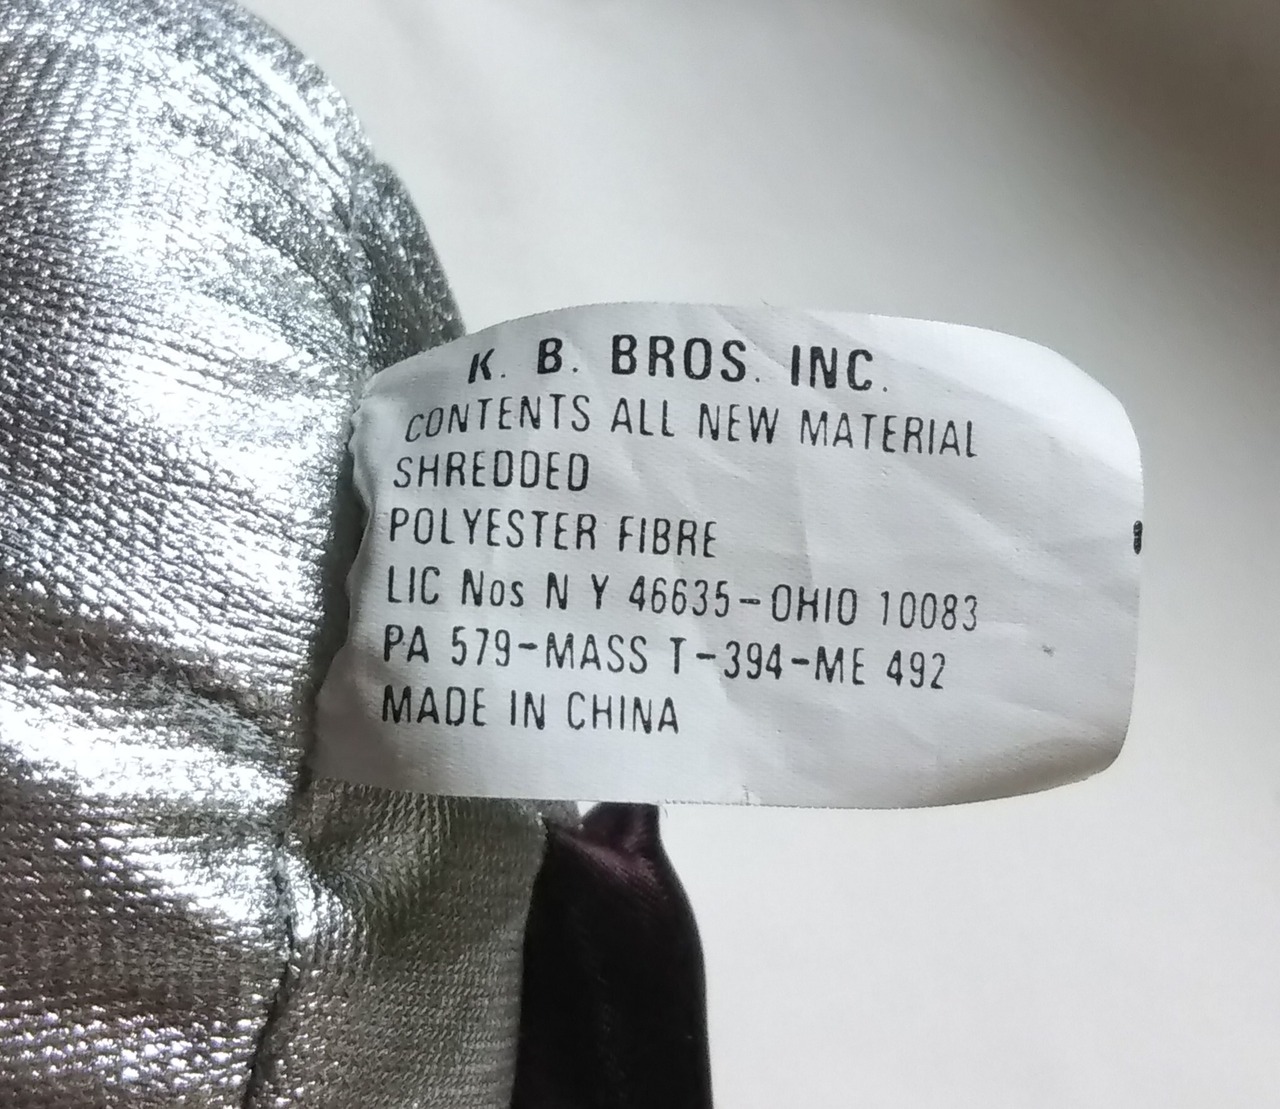 K. B. BROS. INC.
CONTENTS ALL NEW MATERIAL
SHREDDED
POLYESTER FIBRE
LIC Nos N Y 46635-OHIO 10083
PA 579-MASS T-394-ME 492
MADE IN CHINA